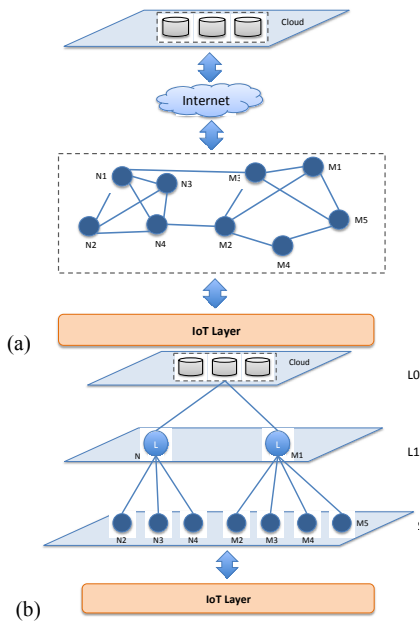 Cloud
Internet
N1
N3
M3
M1
N2
N4
M2
M5
M4
IoT Layer
(a)
Cloud
L0
L
L
N
M1
L1
N2
N3
N4
M2
M3
M4
M5
IoT Layer
(b)